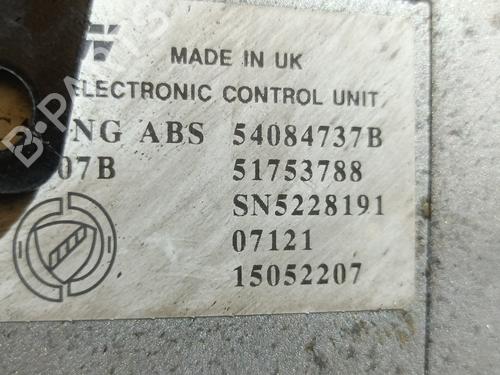 MADE IN UK
ELECTRONIC CONTROL UNIT
NG ABS 54084737B
07B 51753788
SN5228191
07121
15052207
B-PARTS